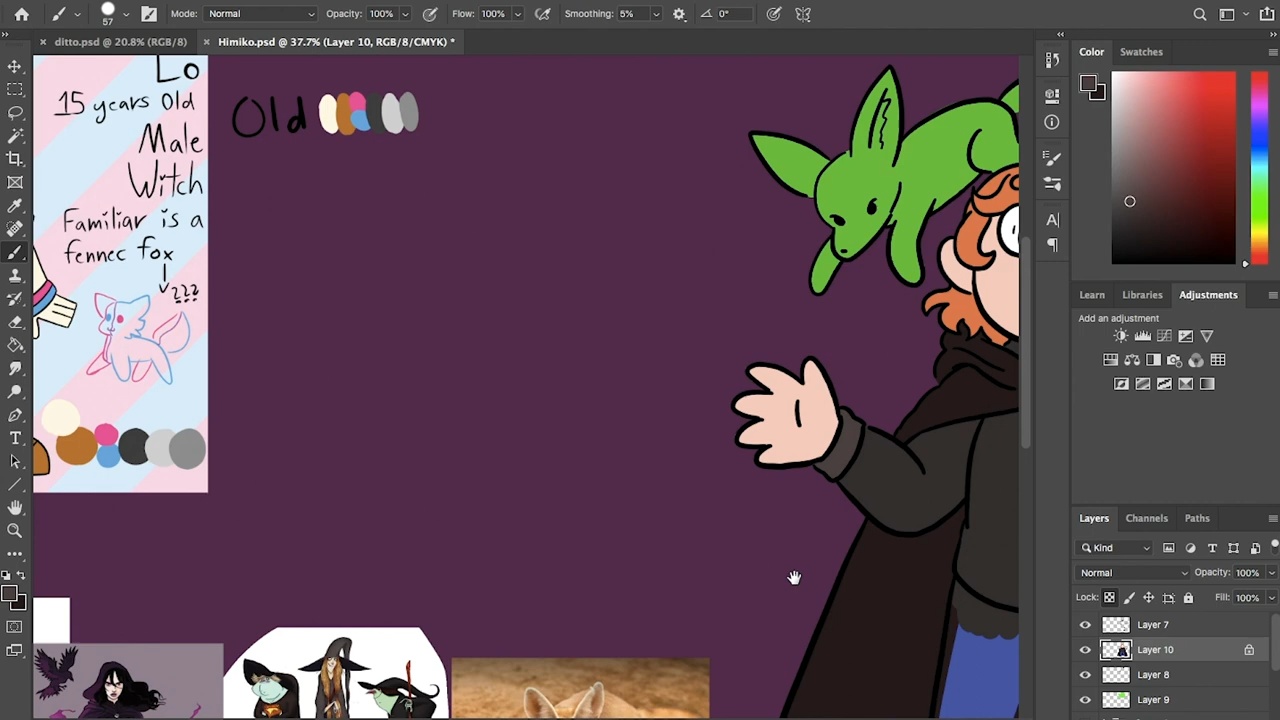 57
Mode:
Normal
Opacity:
100%
Flow:
100%
Smoothing:
5%
0°
ditto.psd @ 20.8% (RGB/8)
Himiko.psd @ 37.7% (Layer 10, RGB/8/CMYK) *
Color
Swatches
Lo
15 years Old
Male
Witch
Familiar is a
fennec fox
???
Old
Learn
Libraries
Adjustments
Add an adjustment
Layers
Channels
Paths
Kind
Normal
Opacity:
100%
Lock:
Fill:
100%
Layer 7
Layer 10
Layer 8
Layer 9